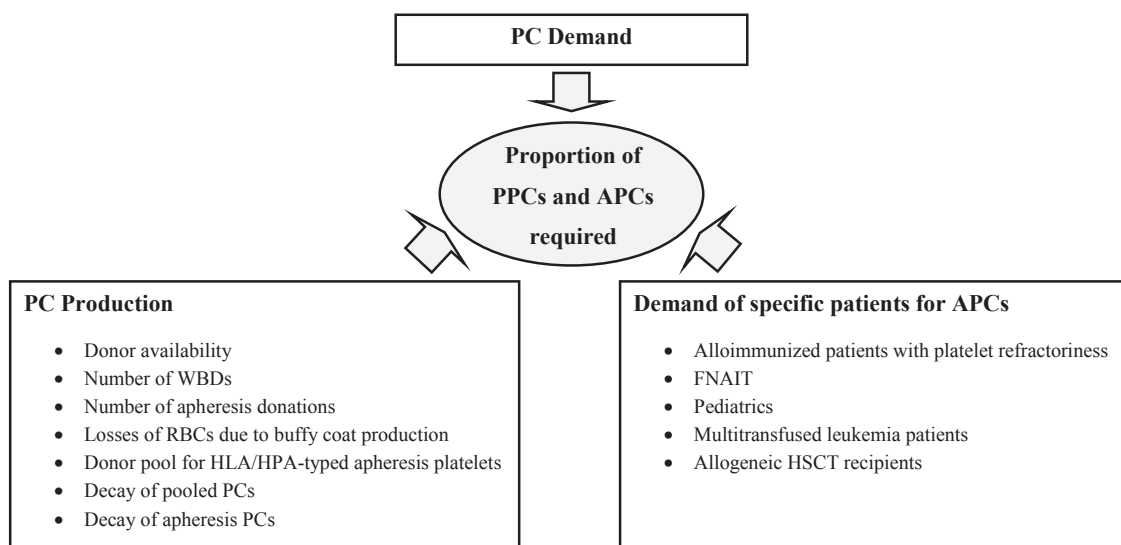 PC Demand
Proportion of
PPCs and APCs
required
PC Production
• Donor availability
• Number of WBDs
• Number of apheresis donations
• Losses of RBCs due to buffy coat production
• Donor pool for HLA/HPA-typed apheresis platelets
• Decay of pooled PCs
• Decay of apheresis PCs
Demand of specific patients for APCs
• Alloimmunized patients with platelet refractoriness
• FNAIT
• Pediatrics
• Multitransfused leukemia patients
• Allogeneic HSCT recipients